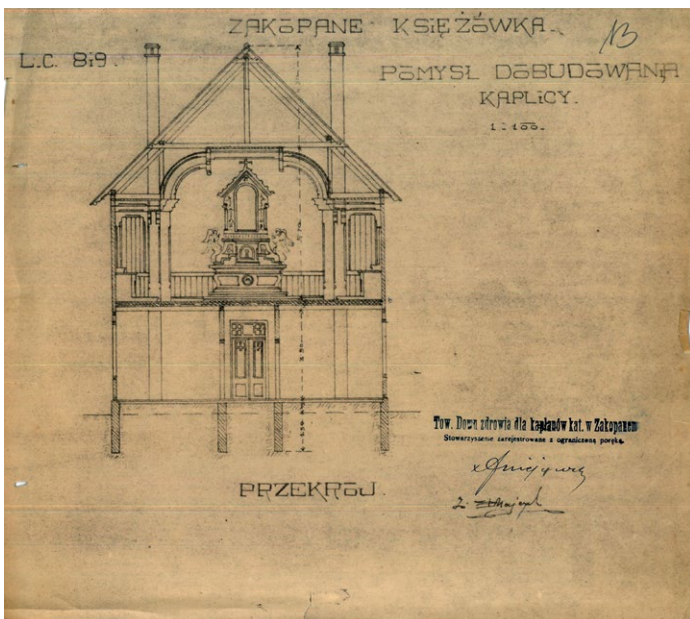 ZAKOPANE KSIĘŻÓWKA.
13
L.C. 819.
POMYSŁ DOBUDOWANIA
KAPLICY.
1:100.
Tow. Domu zdrowia dla kapłanów kat. w Zakopanem
Stowarzyszenie zarejestrowane z ograniczoną poręką.
PRZEKRÓJ.